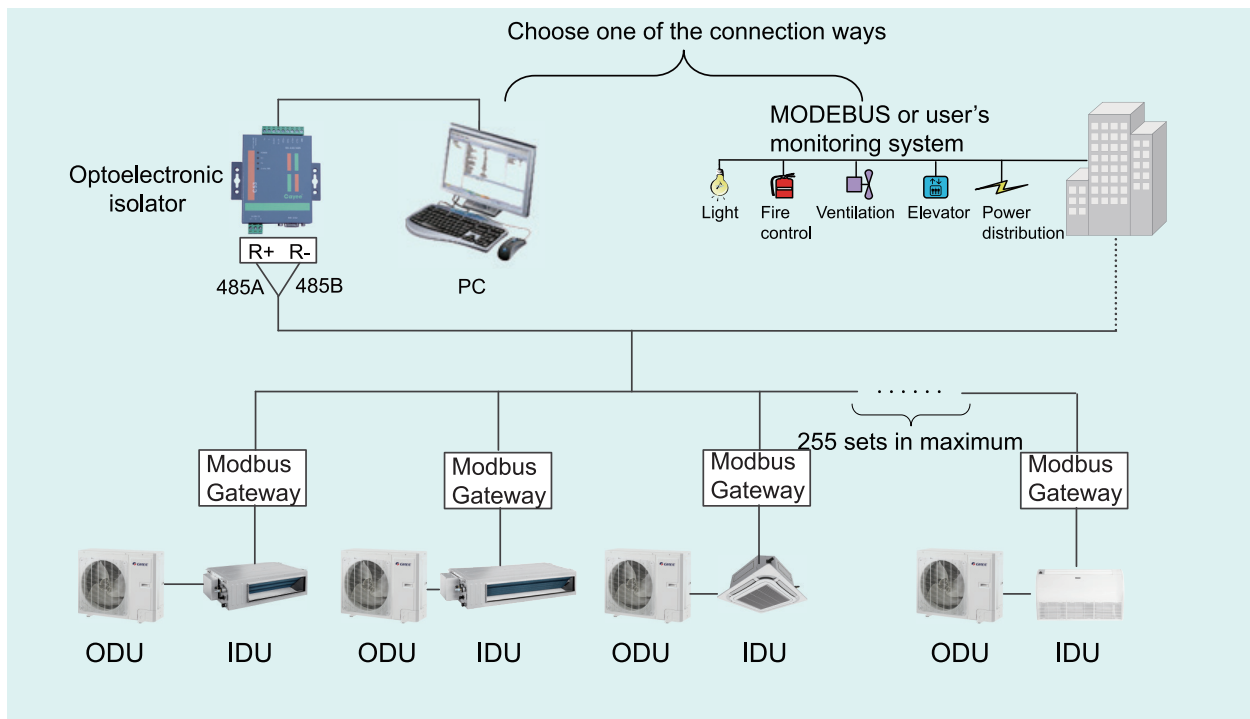 Choose one of the connection ways
MODEBUS or user's
monitoring system
Optoelectronic
isolator
Light
Fire
control
Ventilation
Elevator
Power
distribution
R+ R-
485A
485B
PC
255 sets in maximum
Modbus
Gateway
Modbus
Gateway
Modbus
Gateway
Modbus
Gateway
ODU
IDU
ODU
IDU
ODU
IDU
ODU
IDU